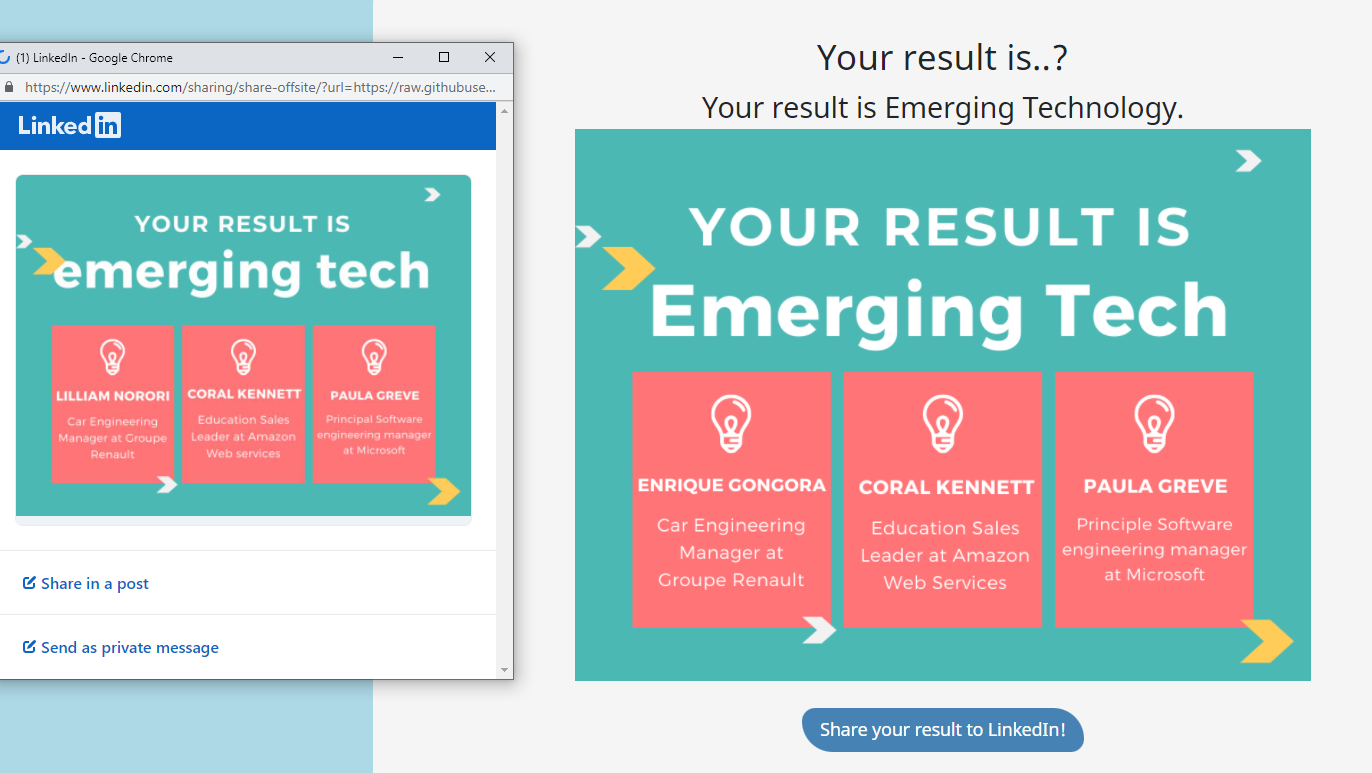 (1) LinkedIn - Google Chrome
https://www.linkedin.com/sharing/share-offsite/?url=https://raw.githubuse...
Linked in
YOUR RESULT IS
emerging tech
LILLIAM NORORI
Car Engineering
Manager at Groupe
Renault
CORAL KENNETT
Education Sales
Leader at Amazon
Web services
PAULA GREVE
Principal Software
engineering manager
at Microsoft
Share in a post
Send as private message
Your result is..?
Your result is Emerging Technology.
YOUR RESULT IS
Emerging Tech
ENRIQUE GONGORA
Car Engineering
Manager at
Groupe Renault
CORAL KENNETT
Education Sales
Leader at Amazon
Web Services
PAULA GREVE
Principle Software
engineering manager
at Microsoft
Share your result to LinkedIn!